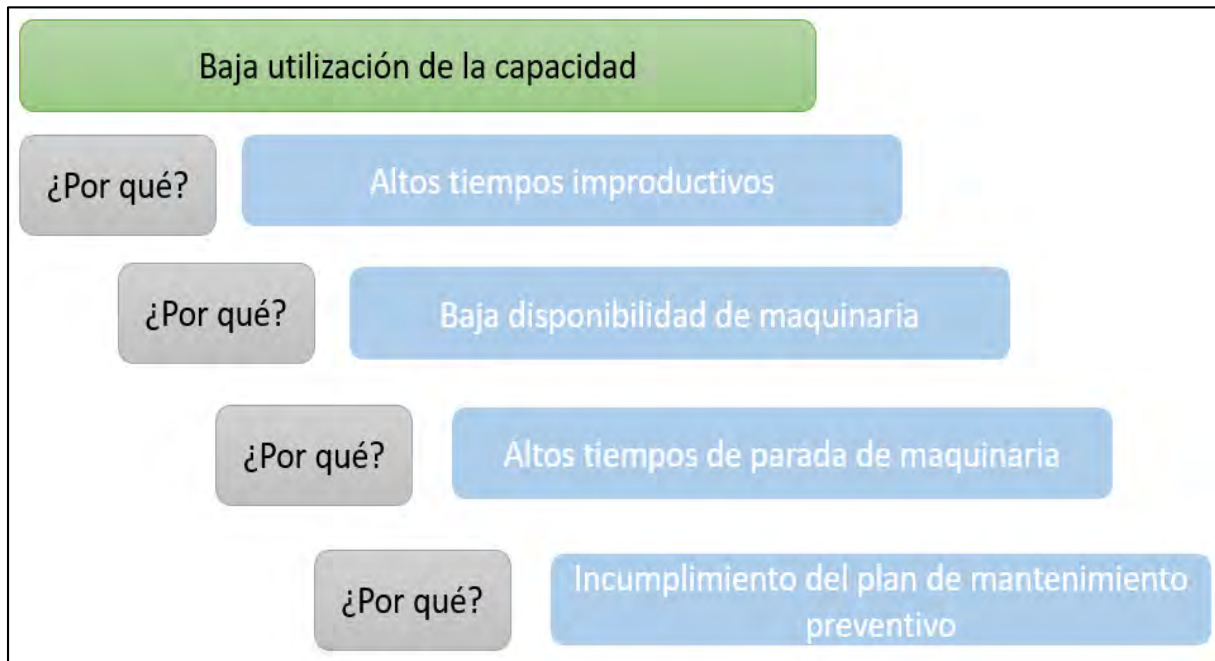 Baja utilización de la capacidad
¿Por qué?
Altos tiempos improductivos
¿Por qué?
Baja disponibilidad de maquinaria
¿Por qué?
Altos tiempos de parada de maquinaria
¿Por qué?
Incumplimiento del plan de mantenimiento
preventivo